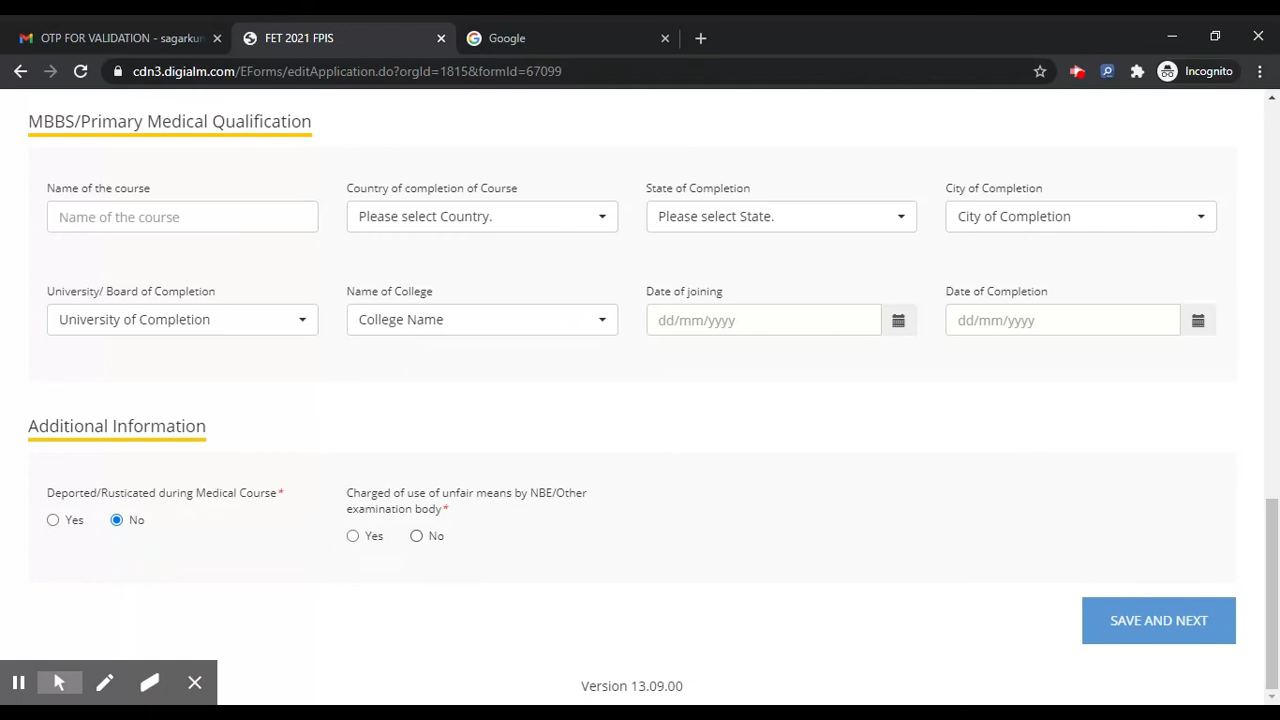 OTP FOR VALIDATION - sagarkun
FET 2021 FPIS
Google
cdn3.digialm.com/EForms/editApplication.do?orgId=1815&formId=67099
Incognito
MBBS/Primary Medical Qualification
Name of the course
Country of completion of Course
State of Completion
City of Completion
Name of the course
Please select Country.
Please select State.
City of Completion
University/ Board of Completion
Name of College
Date of joining
Date of Completion
University of Completion
College Name
dd/mm/yyyy
dd/mm/yyyy
Additional Information
Deported/Rusticated during Medical Course*
Yes
No
Charged of use of unfair means by NBE/Other
examination body*
Yes
No
SAVE AND NEXT
Version 13.09.00